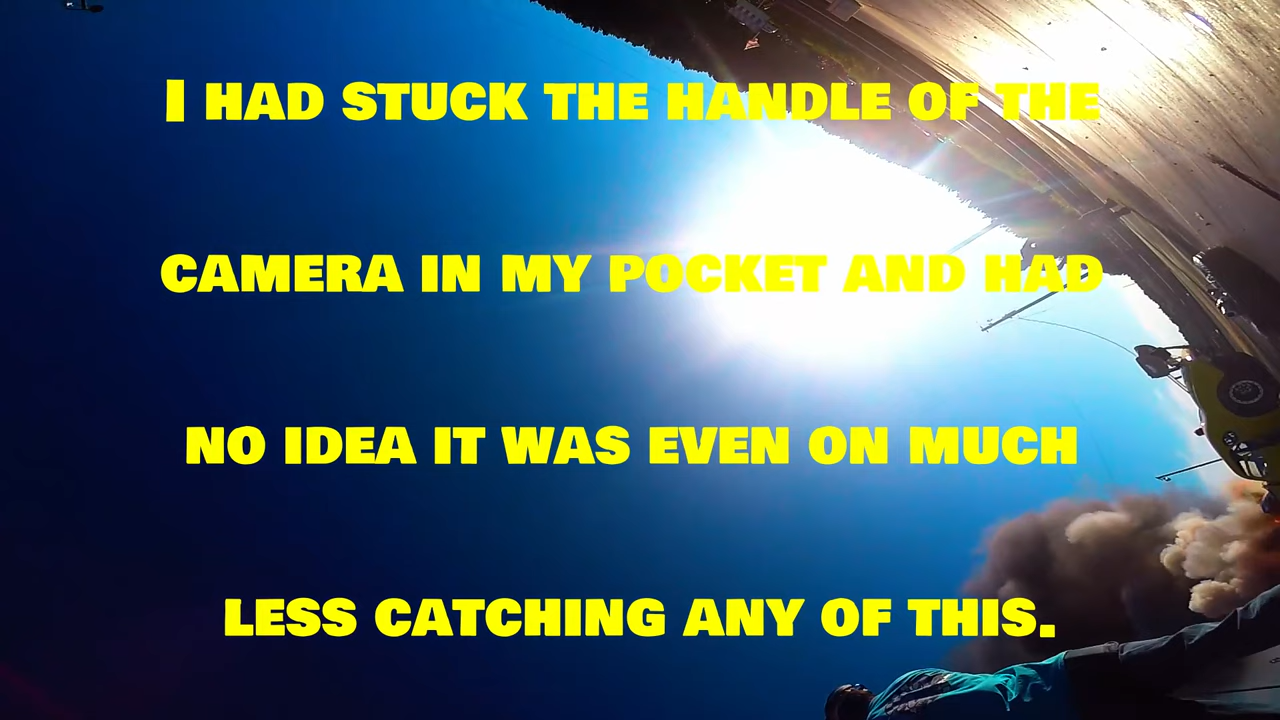 I HAD STUCK THE HANDLE OF THE
CAMERA IN MY POCKET AND HAD
NO IDEA IT WAS EVEN ON MUCH
LESS CATCHING ANY OF THIS.